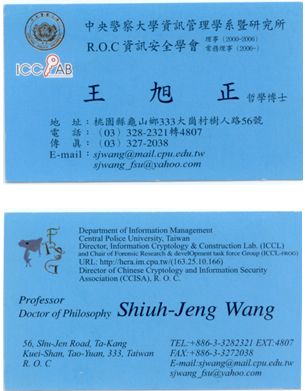 中央警察大學資訊管理學系暨研究所
R.O.C 資訊安全學會 理事 (2000-2006)
常務理事 (2006~)
ICCLAB
王 旭 正 哲學博士
地 址：桃園縣龜山鄉333大崗村樹人路56號
電 話：(03) 328-2321轉4807
傳 真：(03) 327-2038
E-mail：sjwang@mail.cpu.edu.tw
sjwang_fsu@yahoo.com
Department of Information Management
Central Police University, Taiwan
Director, Information Cryptology & Construction Lab. (ICCL)
and Chair of Forensic Research & develOpment task force Group (ICCL-FROG)
URL: http://hera.im.cpu.tw/(163.25.10.166)
Director of Chinese Cryptology and Information Security
Association (CCISA), R. O. C.
Professor
Doctor of Philosophy Shiuh-Jeng Wang
56, Shu-Jen Road, Ta-Kang
Kuei-Shan, Tao-Yuan, 333, Taiwan
R. O. C
TEL:+886-3-3282321 EXT:4807
FAX:+886-3-3272038
E-mail:sjwang@mail.cpu.edu.tw
sjwang_fsu@yahoo.com